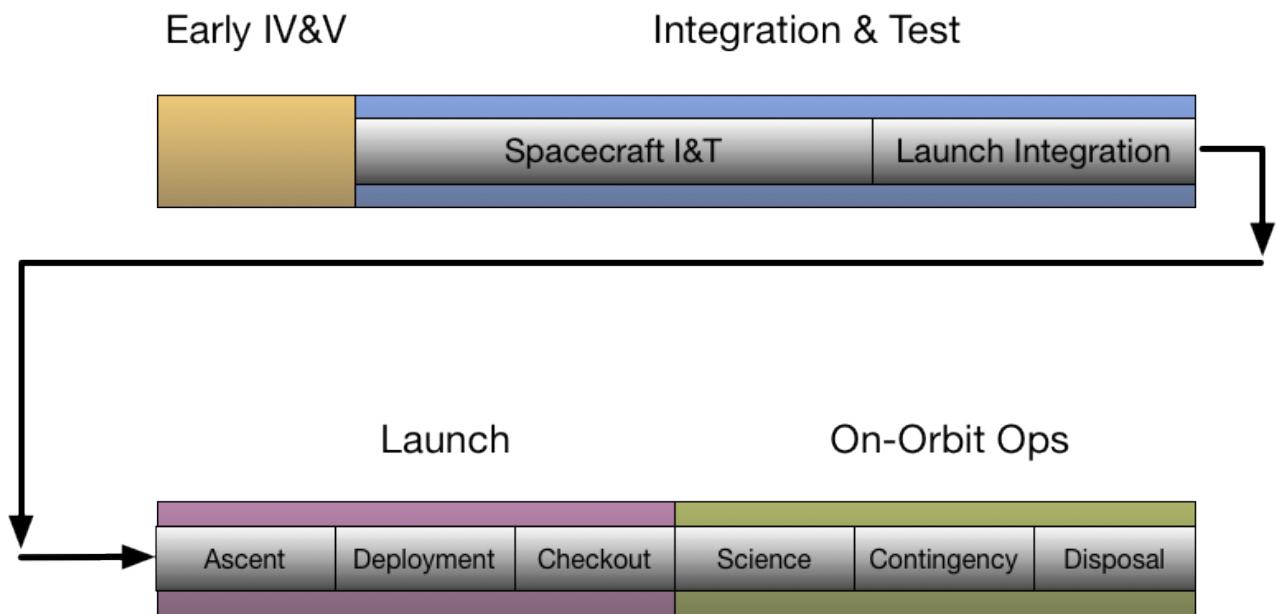 Early IV&V
Integration & Test
Spacecraft I&T
Launch Integration
Launch
On-Orbit Ops
Ascent
Deployment
Checkout
Science
Contingency
Disposal